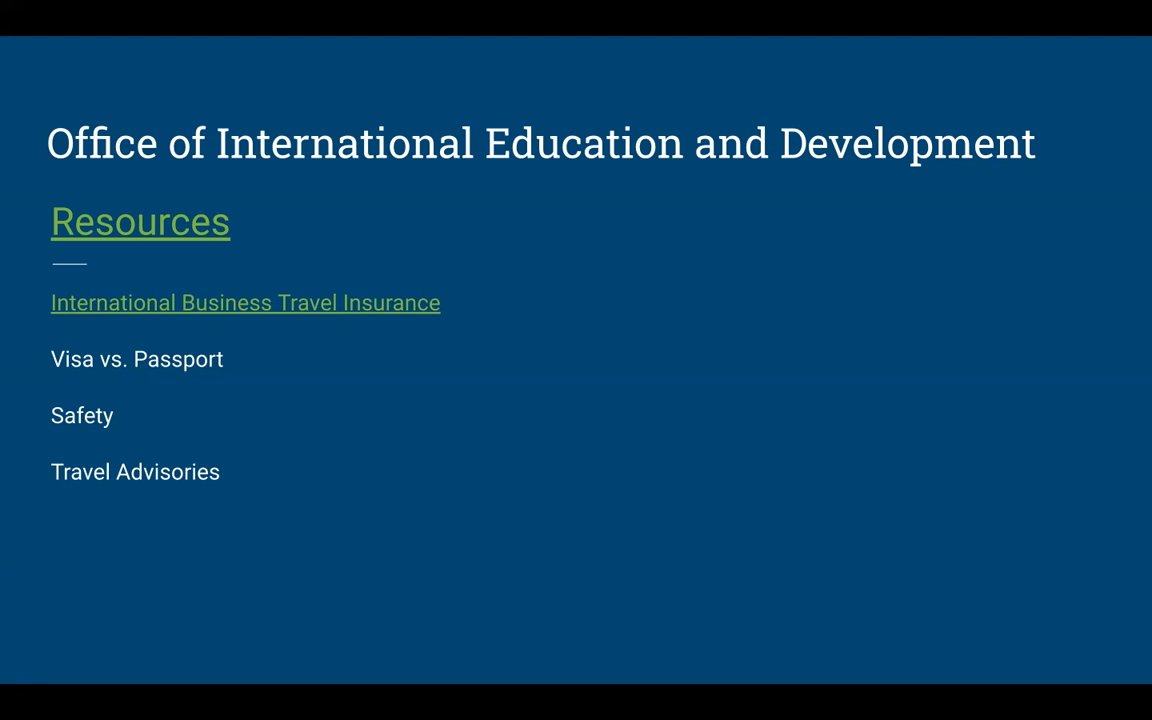 Office of International Education and Development
Resources
International Business Travel Insurance
Visa vs. Passport
Safety
Travel Advisories